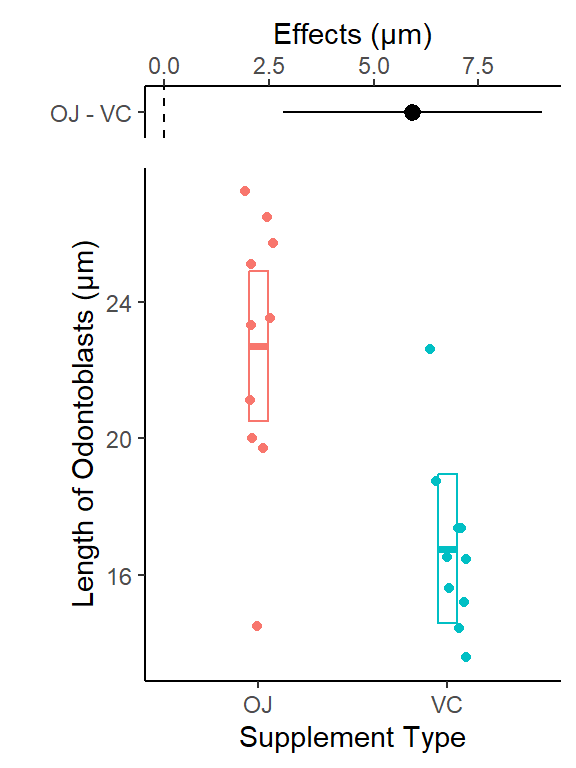 Effects (µm)
0.0 2.5 5.0 7.5
OJ - VC
Length of Odontoblasts (µm)
24
20
16
OJ VC
Supplement Type